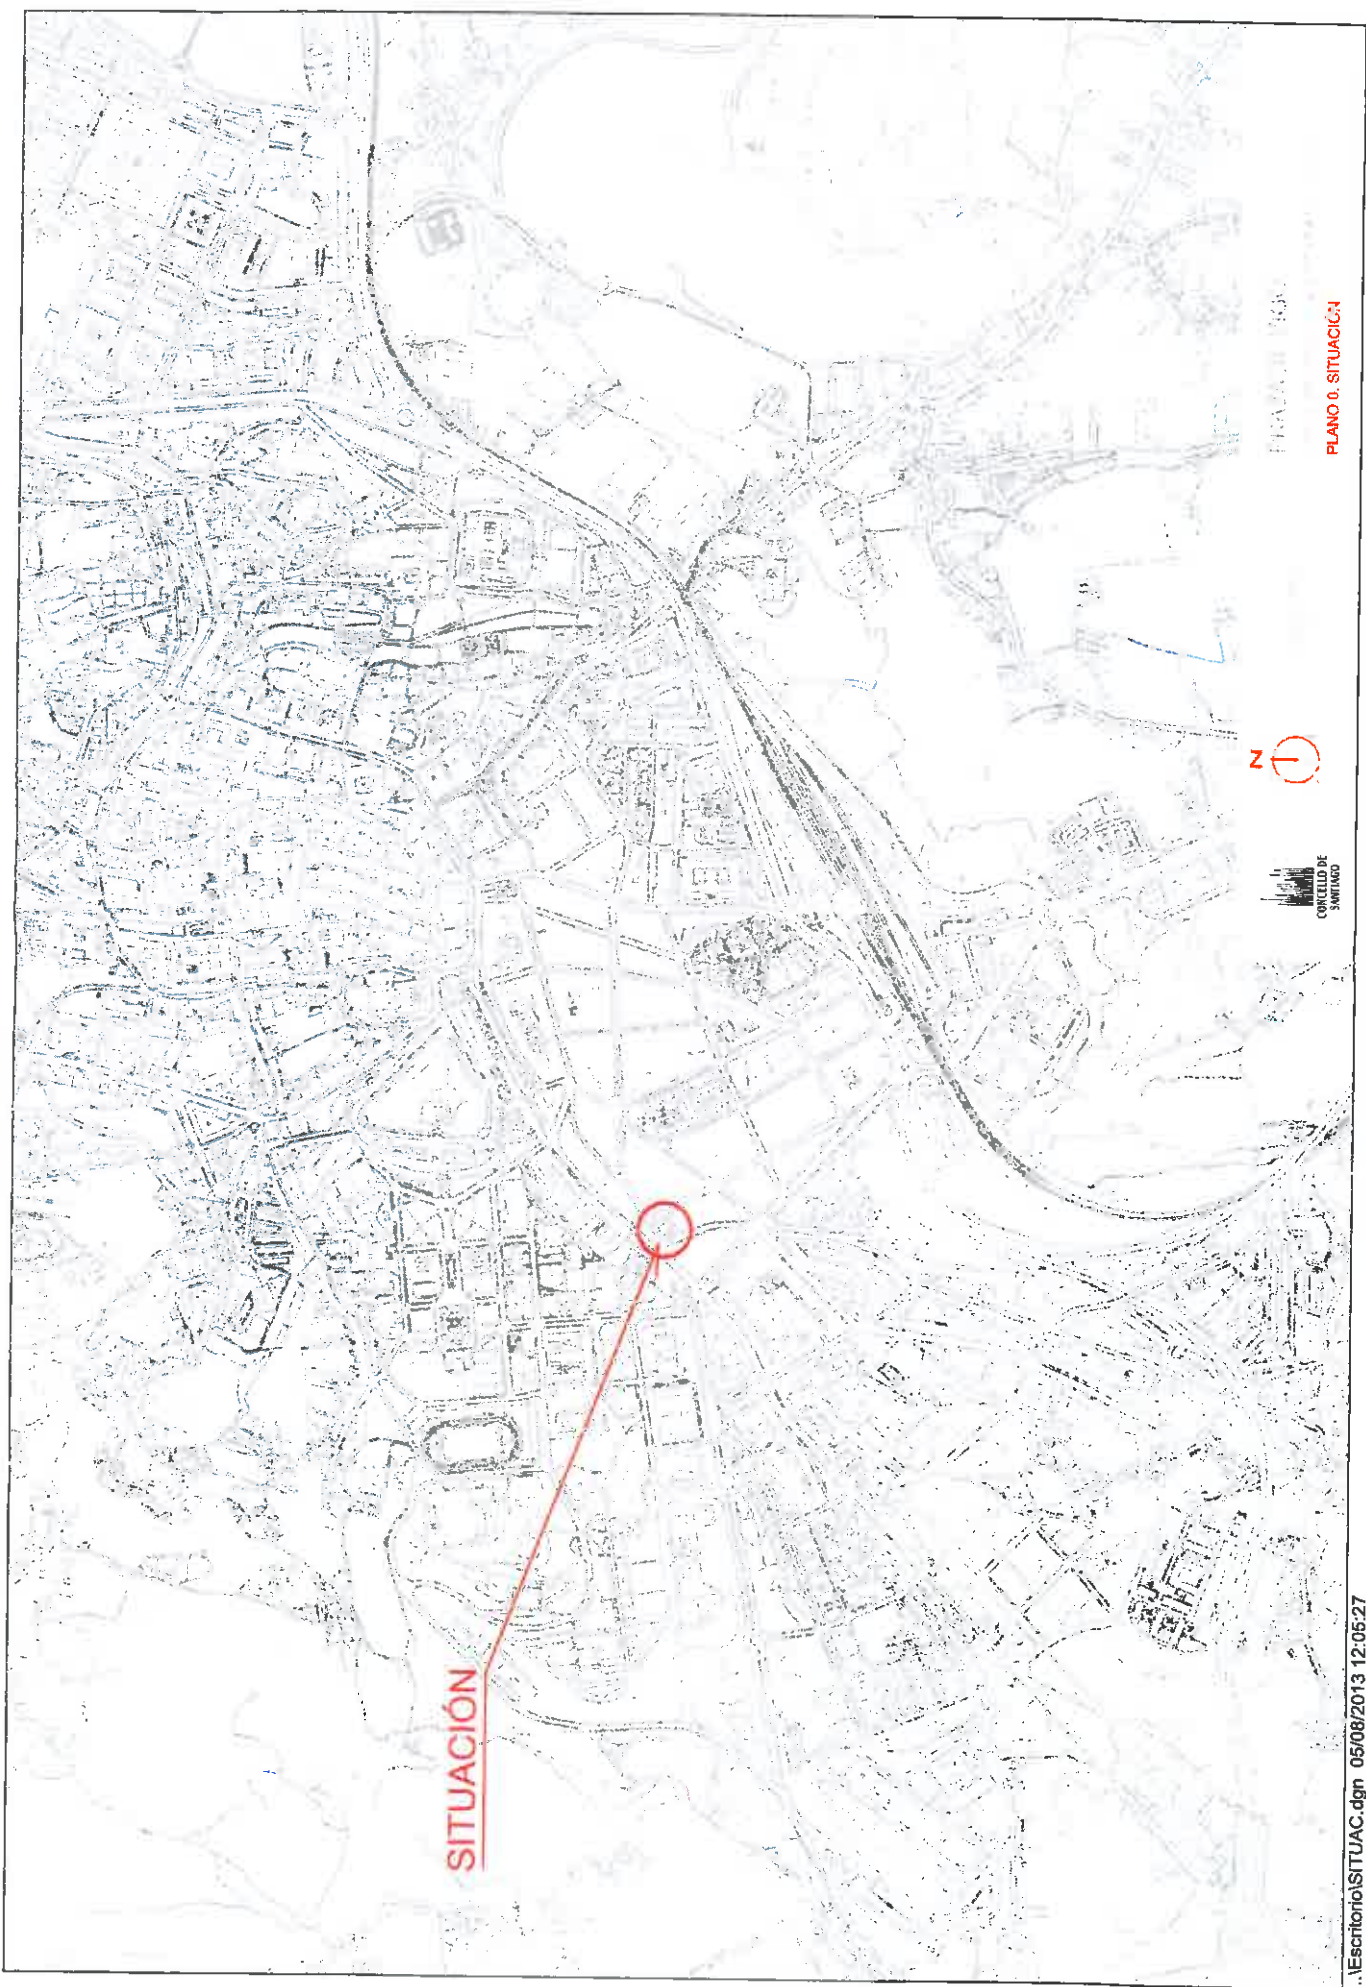 SITUACIÓN
N
CONCELLO DE
SANTIAGO
PLANO 0. SITUACIÓN
..\Escritorio\SITUAC.dgn 05/08/2013 12:05:27